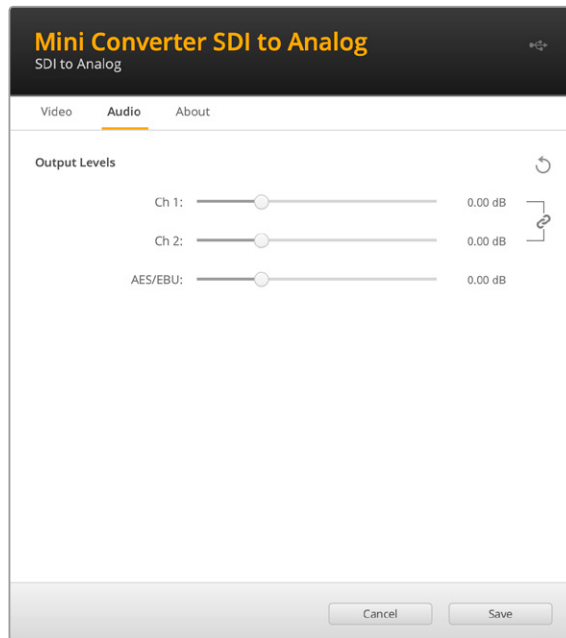 Mini Converter SDI to Analog
SDI to Analog
Video Audio About
Output Levels
Ch 1: 0.00 dB
Ch 2: 0.00 dB
AES/EBU: 0.00 dB
Cancel Save